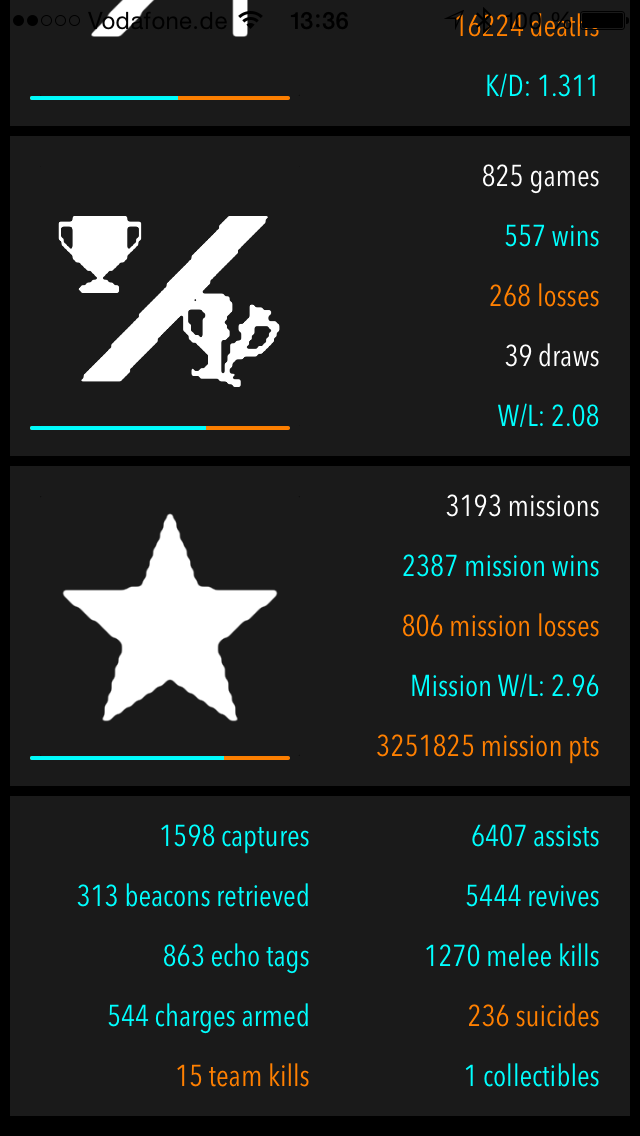 Vodafone.de 13:36 100 %
16224 deaths
K/D: 1.311
825 games
557 wins
268 losses
39 draws
W/L: 2.08
3193 missions
2387 mission wins
806 mission losses
Mission W/L: 2.96
3251825 mission pts
1598 captures
313 beacons retrieved
863 echo tags
544 charges armed
15 team kills
6407 assists
5444 revives
1270 melee kills
236 suicides
1 collectibles